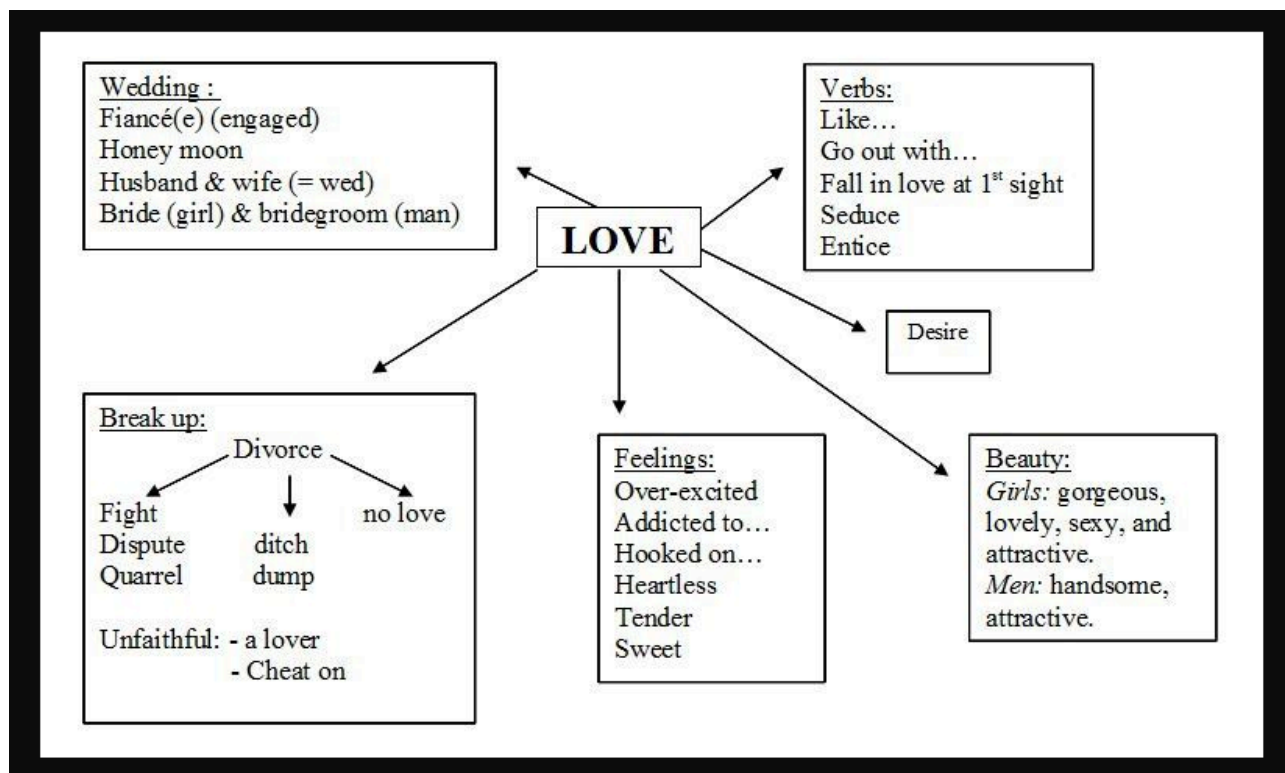 Wedding :
Fiancé(e) (engaged)
Honey moon
Husband & wife (= wed)
Bride (girl) & bridegroom (man)
Verbs:
Like…
Go out with…
Fall in love at 1st sight
Seduce
Entice
LOVE
Desire
Break up:
Divorce
Fight no love
Dispute ditch
Quarrel dump
Unfaithful: - a lover
- Cheat on
Feelings:
Over-excited
Addicted to…
Hooked on…
Heartless
Tender
Sweet
Beauty:
Girls: gorgeous,
lovely, sexy, and
attractive.
Men: handsome,
attractive.